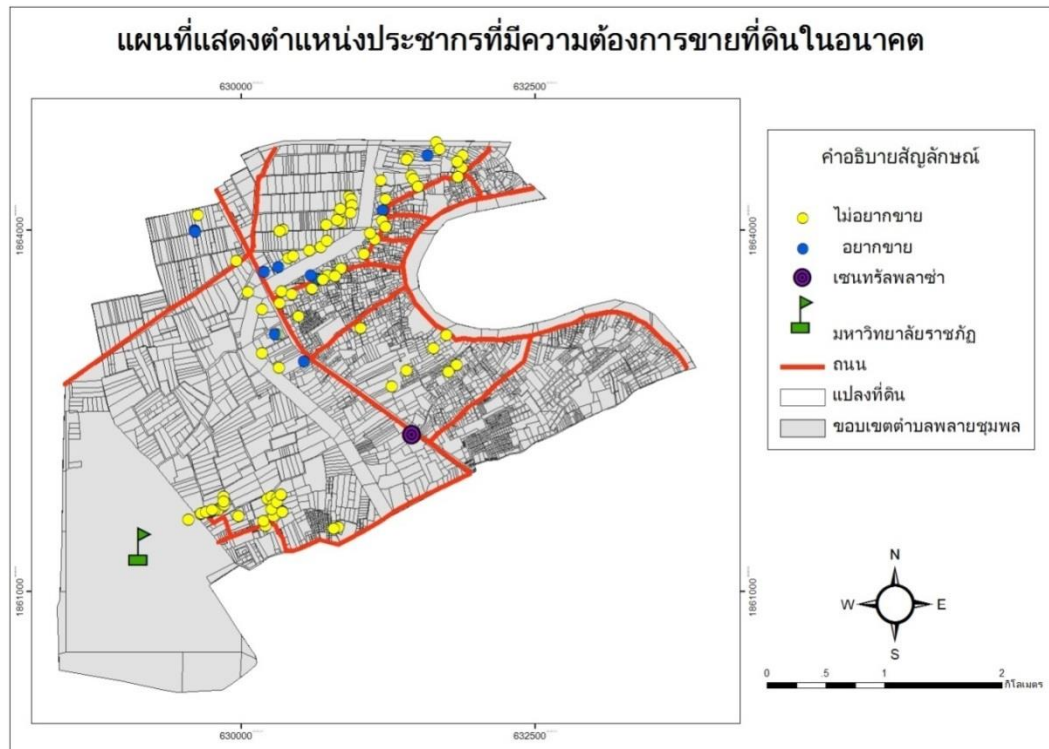 แผนที่แสดงตำแหน่งประชากรที่มีความต้องการขายที่ดินในอนาคต
630000
632500
คำอธิบายสัญลักษณ์
ไม่อยากขาย
อยากขาย
เซนทรัลพลาซ่า
มหาวิทยาลัยราชภัฏ
ถนน
แปลงที่ดิน
ขอบเขตตำบลพลายชุมพล
1864000
1861000
N
W
E
S
0 .5 1 2
กิโลเมตร
630000
632500